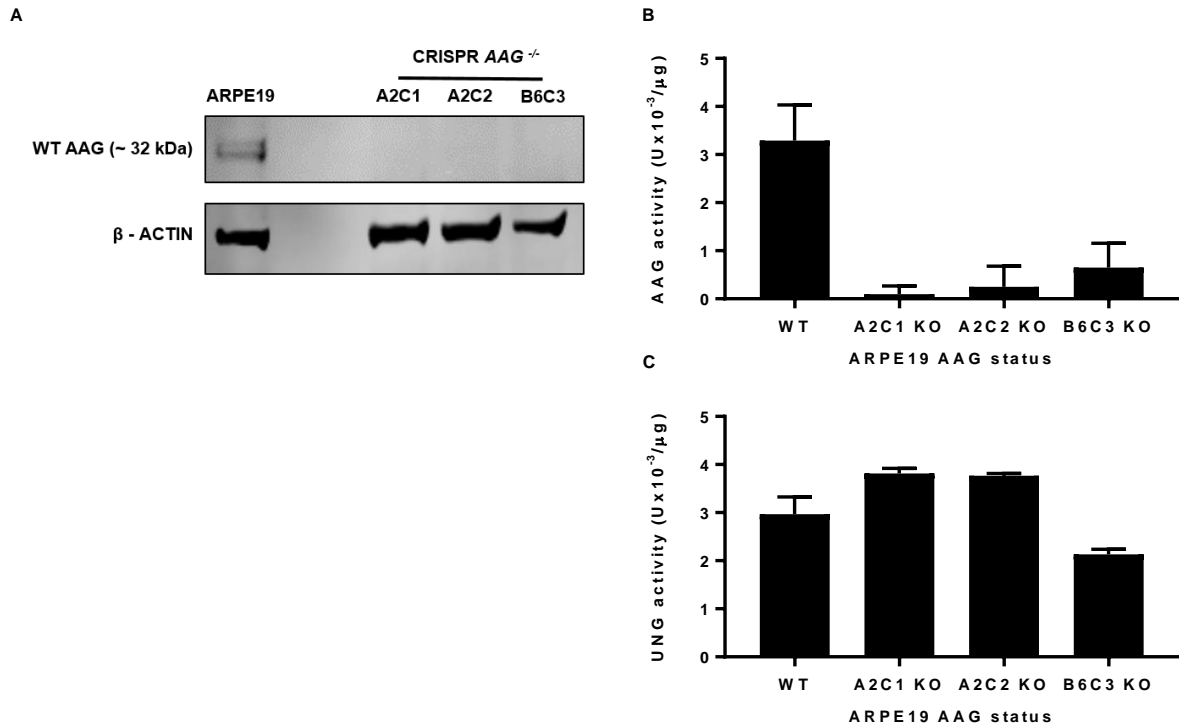 A
CRISPR AAG -/-
ARPE19 A2C1 A2C2 B6C3
WT AAG (~ 32 kDa)
β - ACTIN
B
AAG activity (Ux10-3/μg)
5
4
3
2
1
0
WT A2C1 KO A2C2 KO B6C3 KO
ARPE19 AAG status
C
UNG activity (Ux10-3/μg)
5
4
3
2
1
0
WT A2C1 KO A2C2 KO B6C3 KO
ARPE19 AAG status